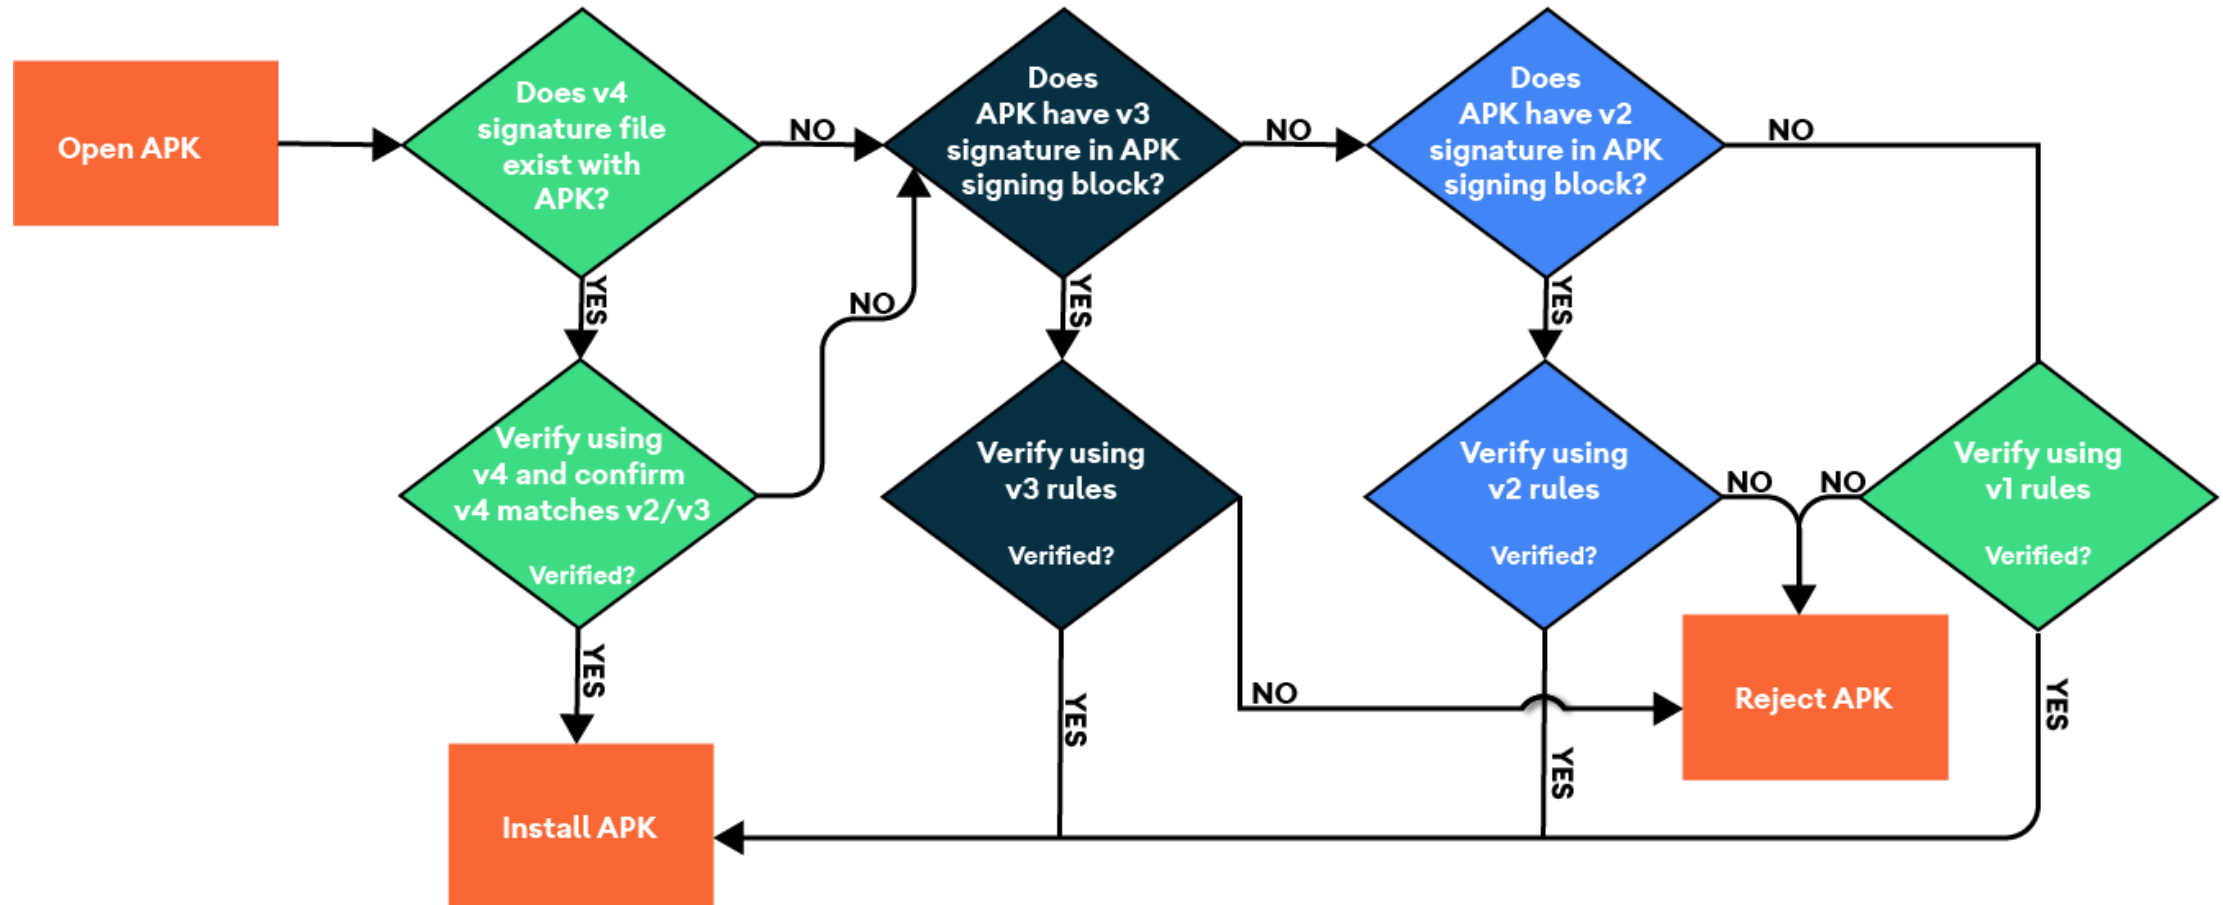 Open APK
Does v4
signature file
exist with
APK?
NO
Does
APK have v3
signature in APK
signing block?
NO
Does
APK have v2
signature in APK
signing block?
NO
YES
NO
YES
YES
Verify using
v4 and confirm
v4 matches v2/v3
Verified?
Verify using
v3 rules
Verified?
Verify using
v2 rules
Verified?
NO
NO
Verify using
v1 rules
Verified?
YES
YES
NO
YES
Reject APK
YES
Install APK